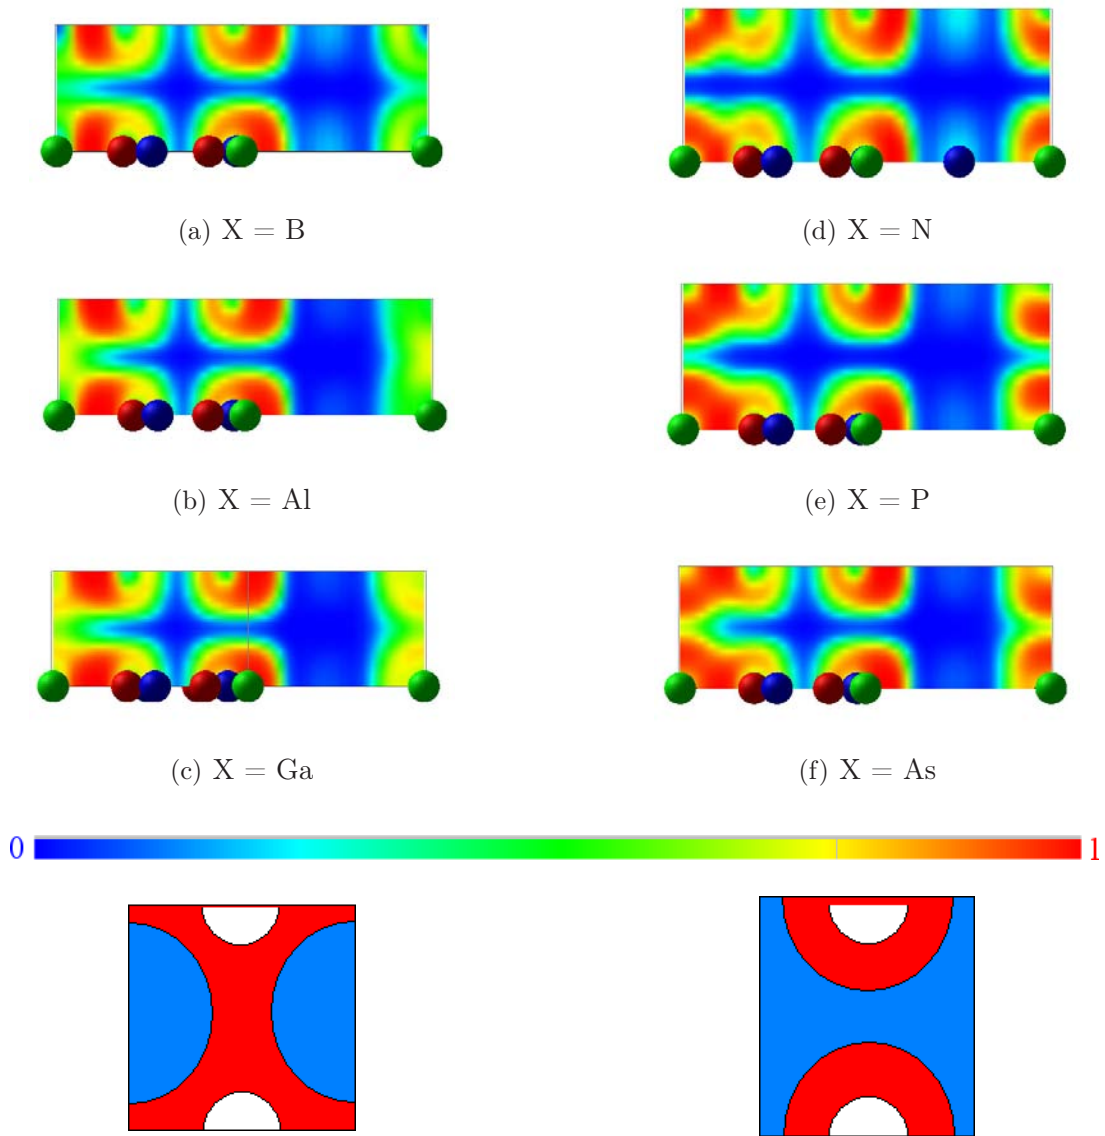 (a) X = B
(d) X = N
(b) X = Al
(e) X = P
(c) X = Ga
(f) X = As
0
1